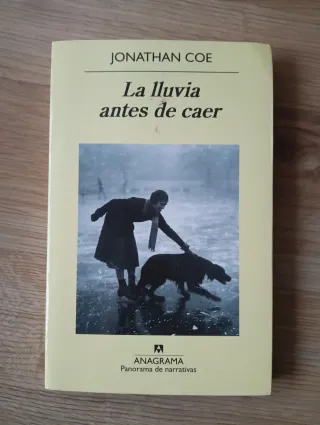 JONATHAN COE
La lluvia
antes de caer
ANAGRAMA
Panorama de narrativas